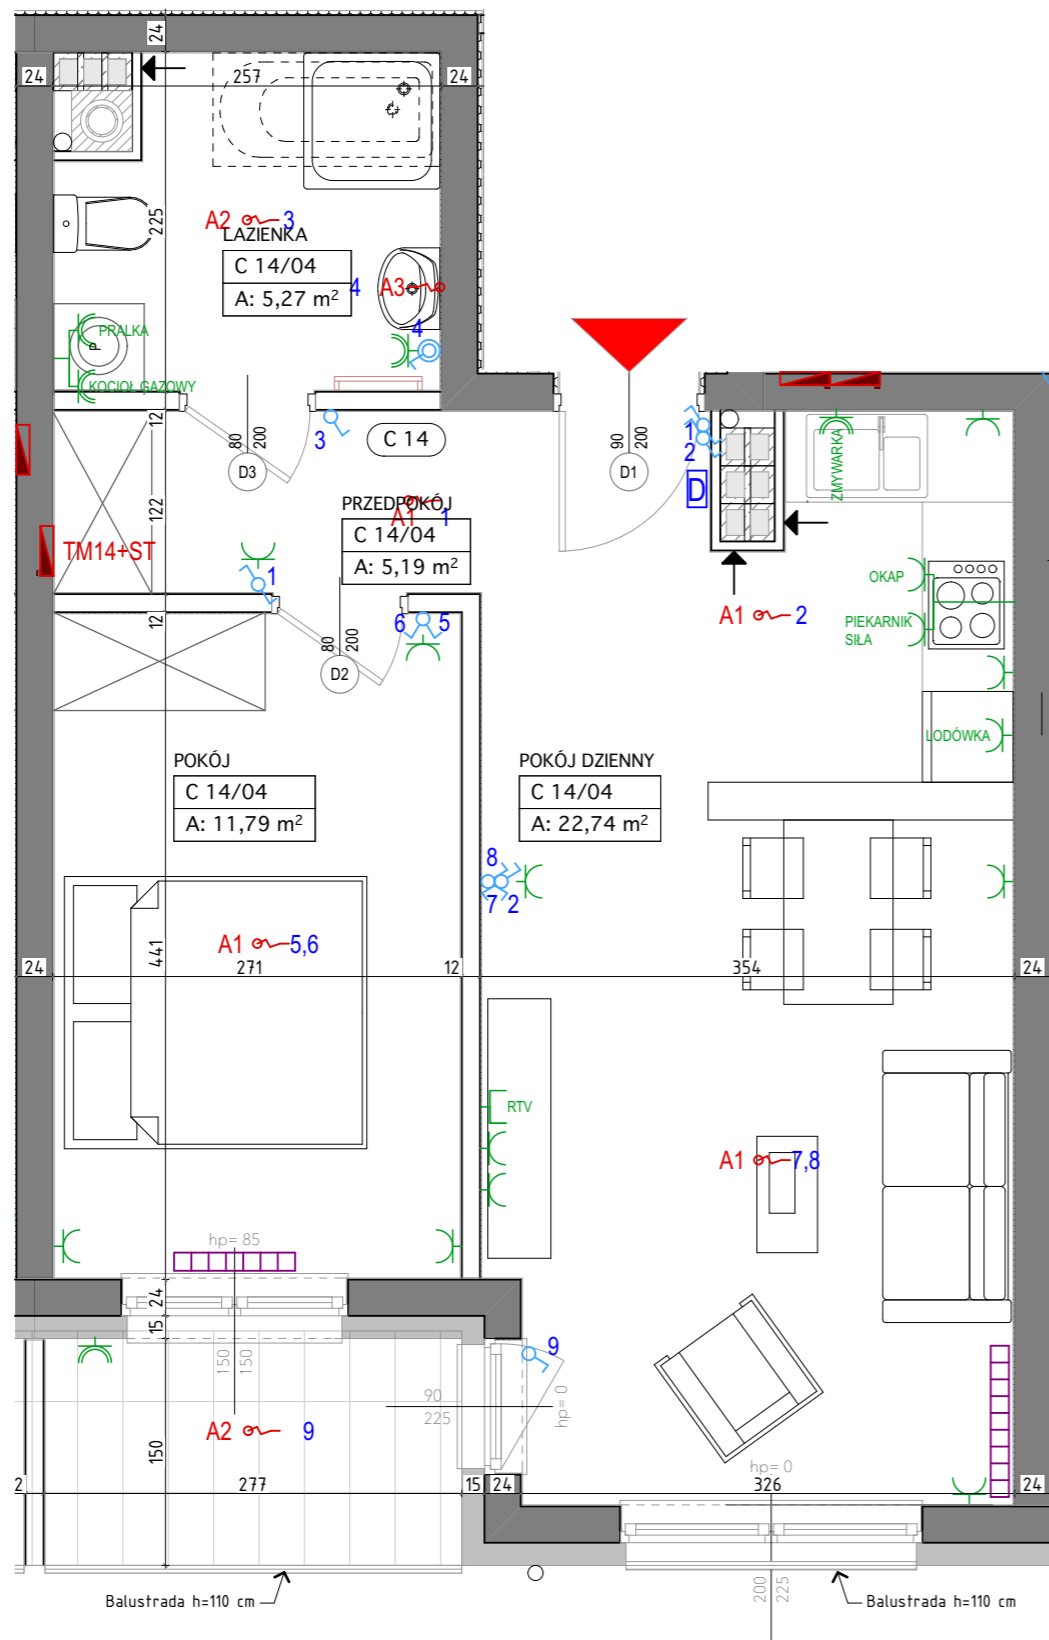 24
24
257
24
225
A2
3
ŁAZIENKA
C 14/04
A: 5,27 m²
4
A3
4
PRALKA
P
KOCIOŁ GAZOWY
12
3
C 14
80
200
D3
90
200
D1
1
2
D
ZMYWARKA
122
PRZEDPOKÓJ
A1
1
C 14/04
A: 5,19 m²
TM14+ST
1
OKAP
A1
2
PIEKARNIK
SIŁA
12
6
5
80
200
D2
LODÓWKA
POKÓJ
C 14/04
A: 11,79 m²
POKÓJ DZIENNY
C 14/04
A: 22,74 m²
8
7
2
441
A1
5,6
24
271
12
354
24
RTV
A1
7,8
hp= 85
24
15
150
150
9
90
225
hp=0
A2
9
150
2
277
15
24
hp= 0
326
24
200
225
Balustrada h=110 cm
Balustrada h=110 cm